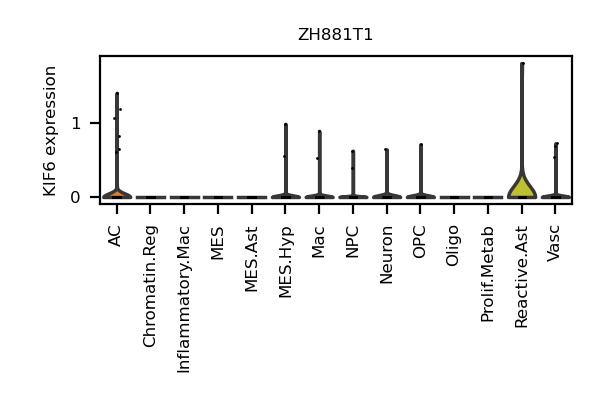 ZH881T1
KIF6 expression
1
0
AC
Chromatin.Reg
Inflammatory.Mac
MES
MES.Ast
MES.Hyp
Mac
NPC
Neuron
OPC
Oligo
Prolif.Metab
Reactive.Ast
Vasc